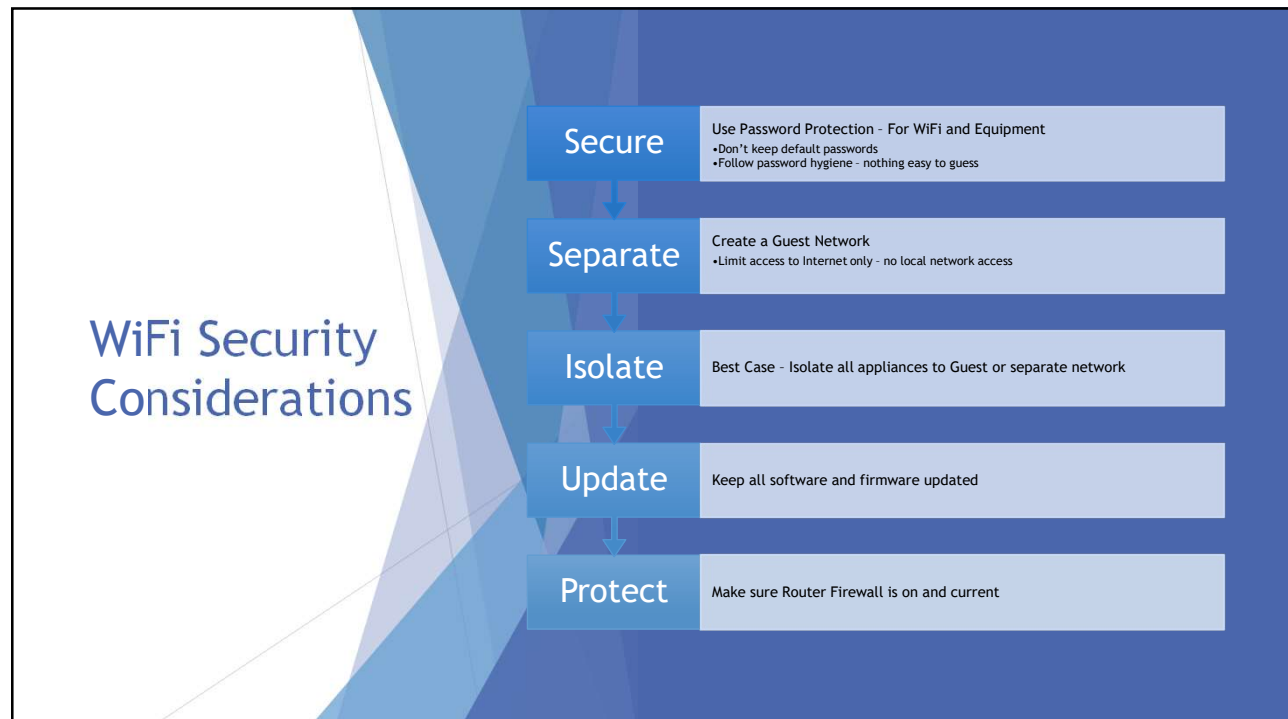 WiFi Security
Considerations
Secure
Use Password Protection – For WiFi and Equipment
•Don't keep default passwords
•Follow password hygiene – nothing easy to guess
Separate
Create a Guest Network
•Limit access to Internet only – no local network access
Isolate
Best Case – Isolate all appliances to Guest or separate network
Update
Keep all software and firmware updated
Protect
Make sure Router Firewall is on and current